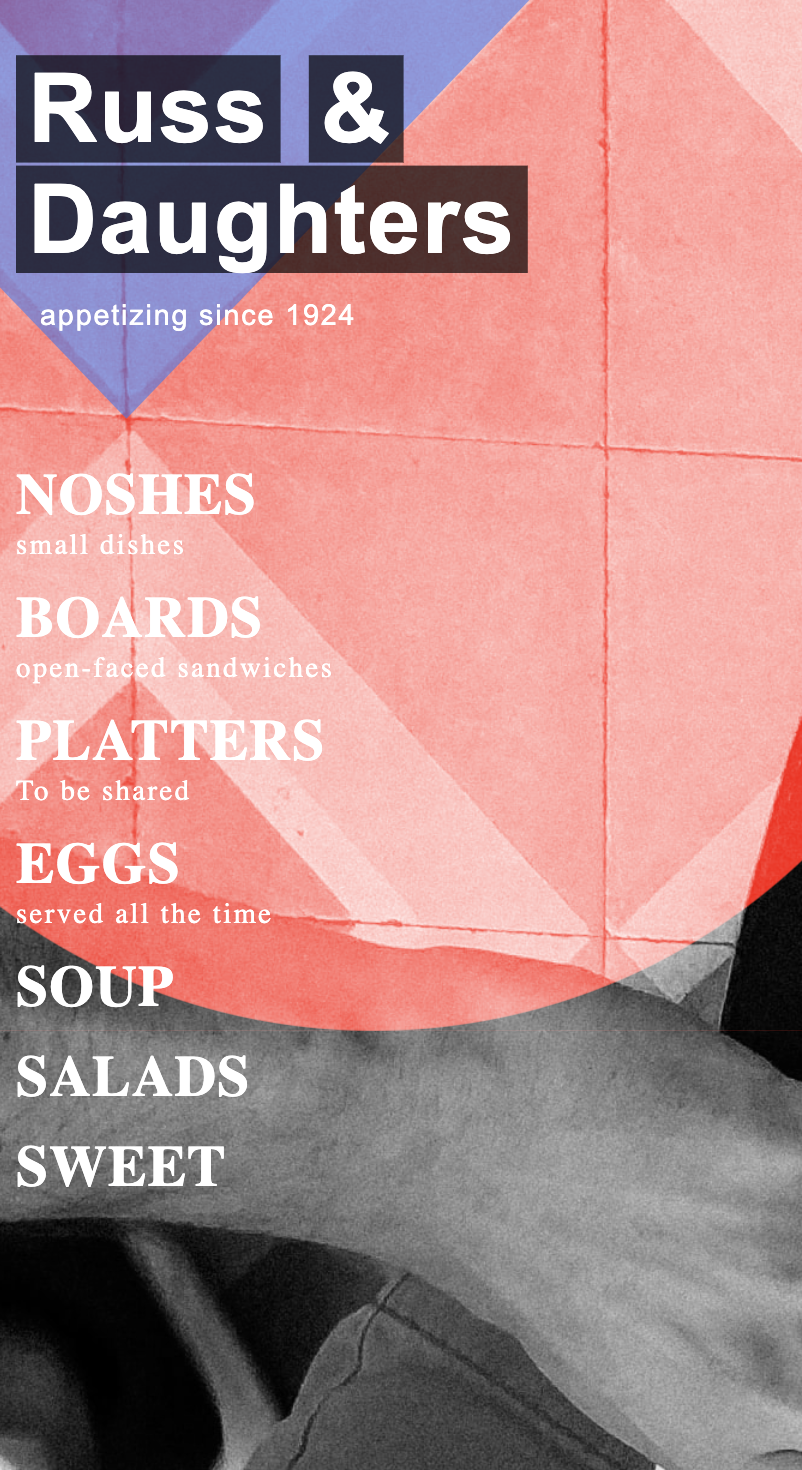 Russ &
Daughters
appetizing since 1924
NOSHES
small dishes
BOARDS
open-faced sandwiches
PLATTERS
To be shared
EGGS
served all the time
SOUP
SALADS
SWEET